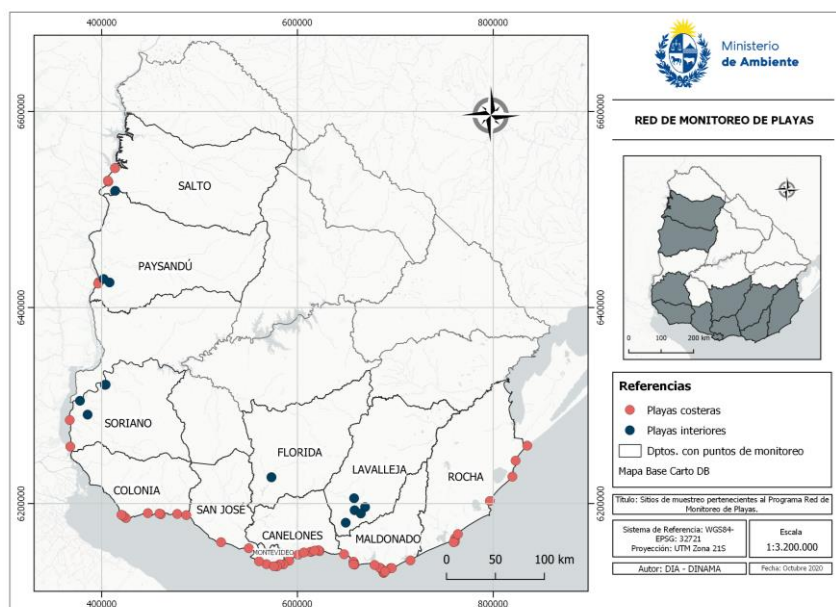 400000
600000
800000
Ministerio
de Ambiente
6600000
6600000
RED DE MONITOREO DE PLAYAS
SALTO
PAYSANDÚ
6400000
6400000
0
100
200 km
Referencias
Playas costeras
Playas interiores
Dptos. con puntos de monitoreo
Mapa Base Carto DB
SORIANO
FLORIDA
LAVALLEJA
ROCHA
COLONIA
SAN JOSÉ
CANELONES
MALDONADO
MONTEVIDEO
6200000
6200000
Título: Sitios de muestreo pertenecientes al Programa Red de
Monitoreo de Playas.
Sistema de Referencia: WGS84-
EPSG: 32721
Proyección: UTM Zona 21S
Escala
1:3.200.000
Autor: DIA - DINAMA
Fecha: Octubre 2020
0
50
100 km
400000
600000
800000